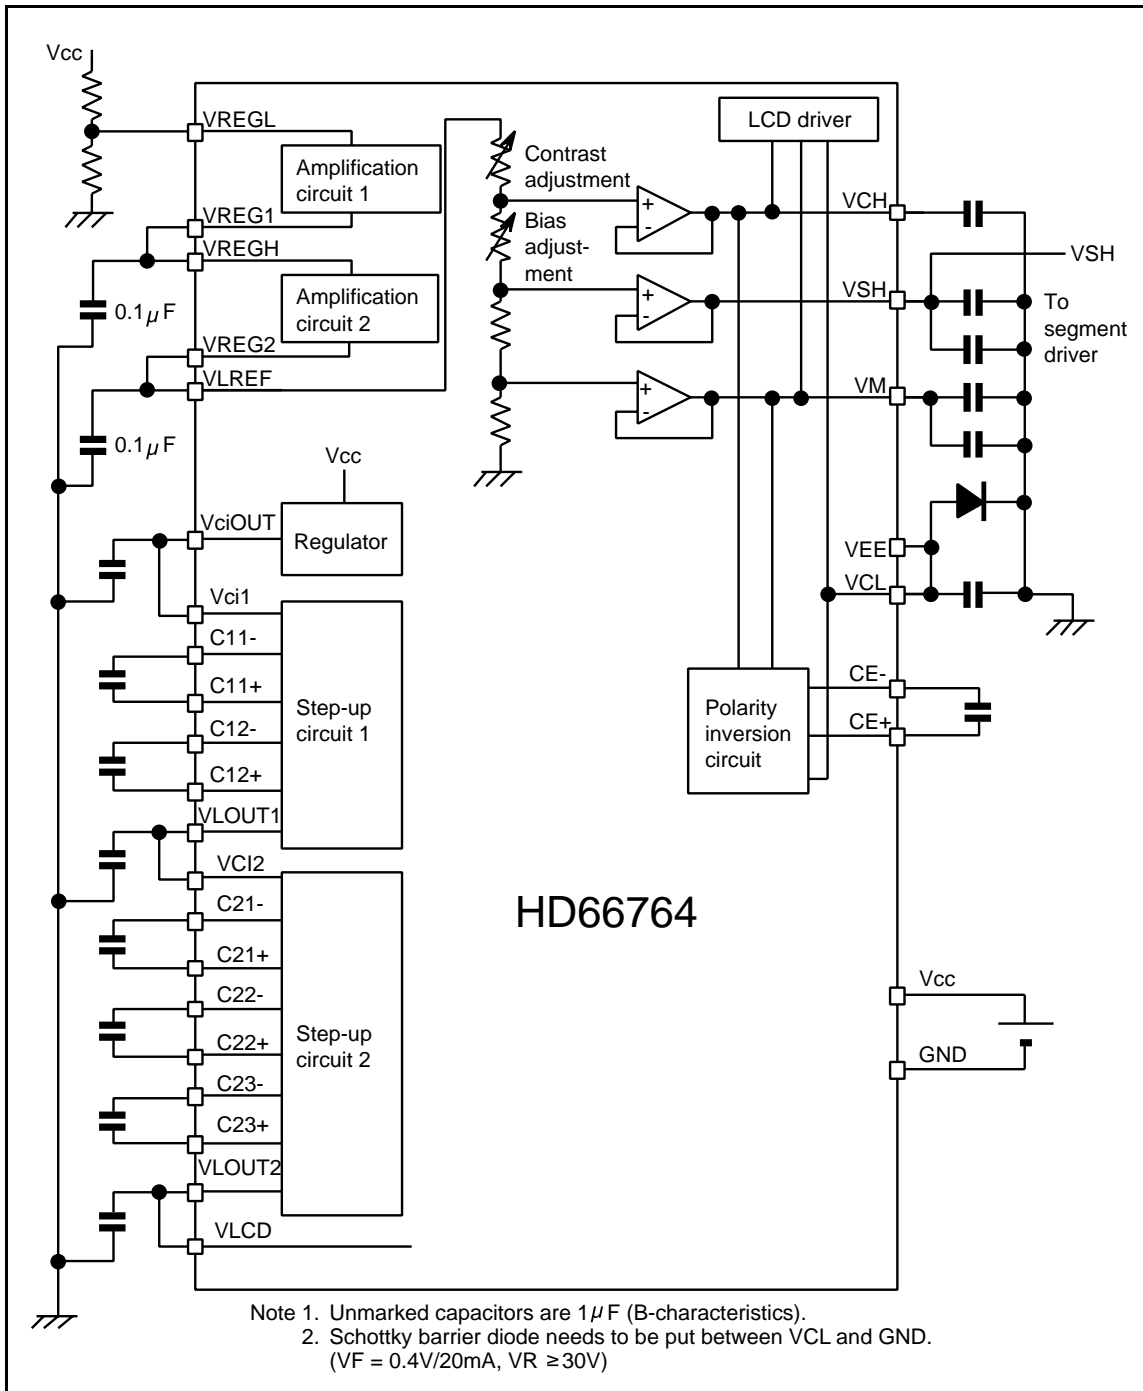 Vcc
VREGL
Amplification
circuit 1
VREG1
VREGH
0.1μF
Amplification
circuit 2
VREG2
VLREF
0.1μF
Contrast
adjustment
Bias
adjust-
ment
+
-
+
-
+
-
LCD driver
VCH
VSH
VSH
To
segment
driver
VM
VEE
VCL
Vcc
VciOUT
Regulator
Vci1
C11-
C11+
C12-
C12+
Step-up
circuit 1
VLOUT1
VCI2
C21-
C21+
C22-
C22+
C23-
C23+
Step-up
circuit 2
VLOUT2
VLCD
Polarity
inversion
circuit
CE-
CE+
HD66764
Vcc
GND
Note 1. Unmarked capacitors are 1μF (B-characteristics).
2. Schottky barrier diode needs to be put between VCL and GND.
(VF = 0.4V/20mA, VR ≥30V)